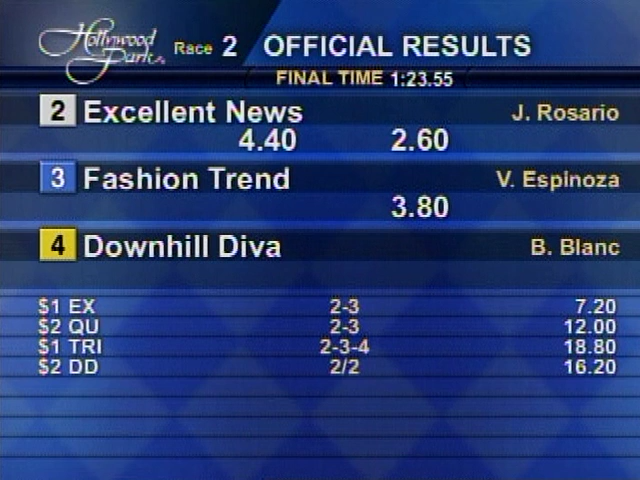 Hollywood Park Race 2 OFFICIAL RESULTS
FINAL TIME 1:23.55
2 Excellent News J. Rosario
4.40 2.60
3 Fashion Trend V. Espinoza
3.80
4 Downhill Diva B. Blanc
$1 EX 2-3 7.20
$2 QU 2-3 12.00
$1 TRI 2-3-4 18.80
$2 DD 2/2 16.20